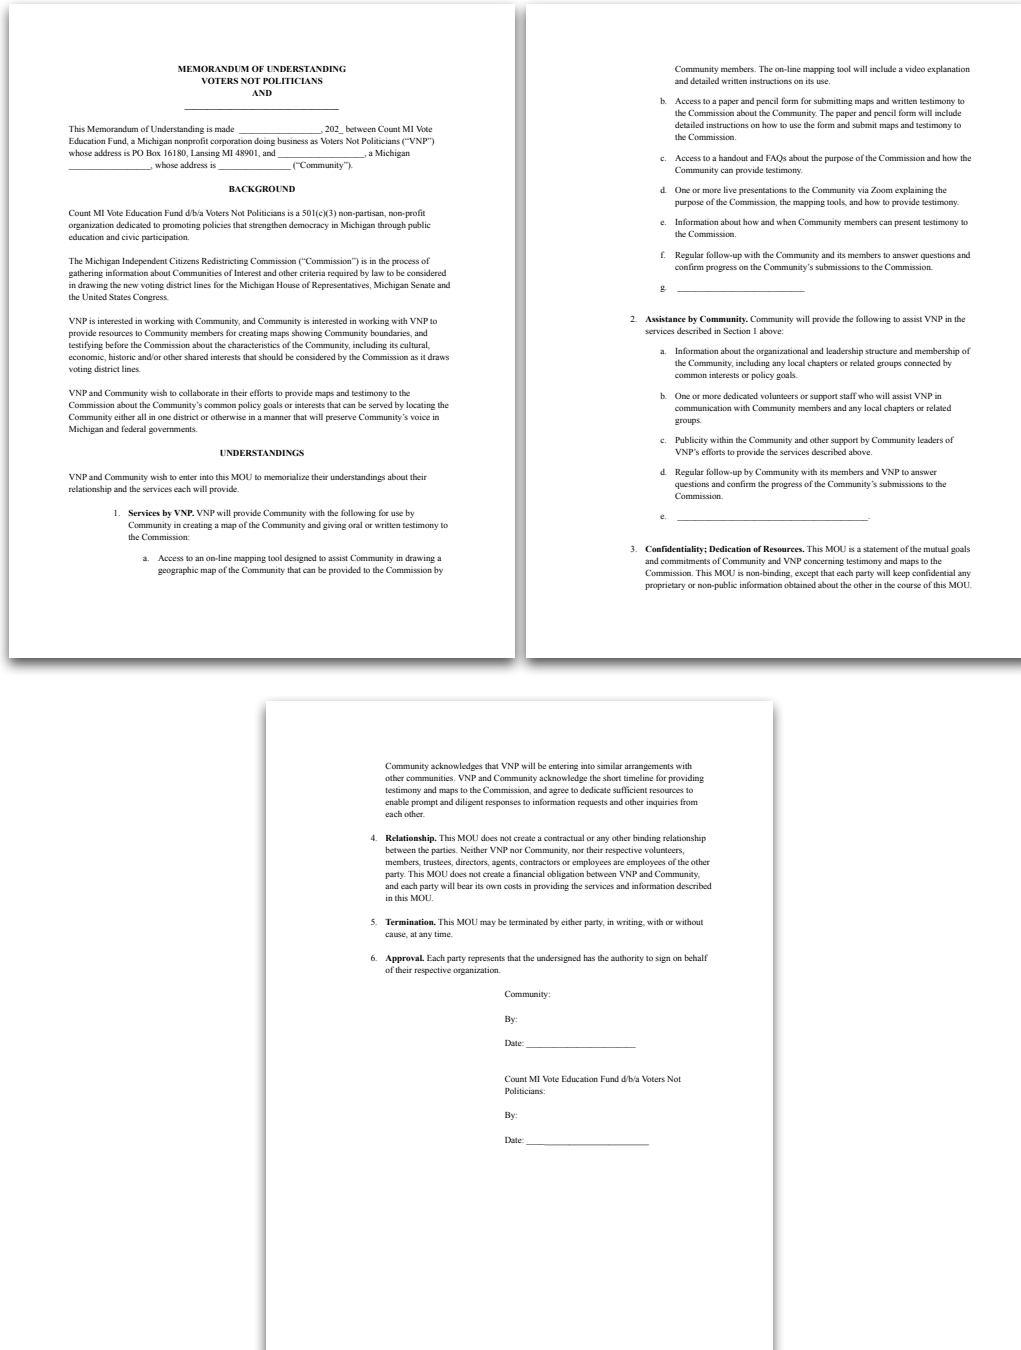 MEMORANDUM OF UNDERSTANDING
VOTERS NOT POLITICIANS
AND
__________________________________
This Memorandum of Understanding is made __________________, 202_ between Count MI Vote
Education Fund, a Michigan nonprofit corporation doing business as Voters Not Politicians (“VNP”)
whose address is PO Box 16180, Lansing MI 48901, and ___________________, a Michigan
__________________, whose address is ________________ (“Community”).
BACKGROUND
Count MI Vote Education Fund d/b/a Voters Not Politicians is a 501(c)(3) non-partisan, non-profit
organization dedicated to promoting policies that strengthen democracy in Michigan through public
education and civic participation.
The Michigan Independent Citizens Redistricting Commission (“Commission”) is in the process of
gathering information about Communities of Interest and other criteria required by law to be considered
in drawing the new voting district lines for the Michigan House of Representatives, Michigan Senate and
the United States Congress.
VNP is interested in working with Community, and Community is interested in working with VNP to
provide resources to Community members for creating maps showing Community boundaries, and
testifying before the Commission about the characteristics of the Community, including its cultural,
economic, historic and/or other shared interests that should be considered by the Commission as it draws
voting district lines.
VNP and Community wish to collaborate in their efforts to provide maps and testimony to the
Commission about the Community’s common policy goals or interests that can be served by locating the
Community either all in one district or otherwise in a manner that will preserve Community’s voice in
Michigan and federal governments.
UNDERSTANDINGS
VNP and Community wish to enter into this MOU to memorialize their understandings about their
relationship and the services each will provide.
1. Services by VNP. VNP will provide Community with the following for use by
Community in creating a map of the Community and giving oral or written testimony to
the Commission:
a. Access to an on-line mapping tool designed to assist Community in drawing a
geographic map of the Community that can be provided to the Commission by
Community members. The on-line mapping tool will include a video explanation
and detailed written instructions on its use.
b. Access to a paper and pencil form for submitting maps and written testimony to
the Commission about the Community. The paper and pencil form will include
detailed instructions on how to use the form and submit maps and testimony to
the Commission.
c. Access to a handout and FAQs about the purpose of the Commission and how the
Community can provide testimony.
d. One or more live presentations to the Community via Zoom explaining the
purpose of the Commission, the mapping tools, and how to provide testimony.
e. Information about how and when Community members can present testimony to
the Commission.
f. Regular follow-up with the Community and its members to answer questions and
confirm progress on the Community’s submissions to the Commission.
g. ____________________________
2. Assistance by Community. Community will provide the following to assist VNP in the
services described in Section 1 above:
a. Information about the organizational and leadership structure and membership of
the Community, including any local chapters or related groups connected by
common interests or policy goals.
b. One or more dedicated volunteers or support staff who will assist VNP in
communication with Community members and any local chapters or related
groups.
c. Publicity within the Community and other support by Community leaders of
VNP’s efforts to provide the services described above.
d. Regular follow-up by Community with its members and VNP to answer
questions and confirm the progress of the Community’s submissions to the
Commission.
e. __________________________________________.
3. Confidentiality; Dedication of Resources. This MOU is a statement of the mutual goals
and commitments of Community and VNP concerning testimony and maps to the
Commission. This MOU is non-binding, except that each party will keep confidential any
proprietary or non-public information obtained about the other in the course of this MOU.
Community acknowledges that VNP will be entering into similar arrangements with
other communities. VNP and Community acknowledge the short timeline for providing
testimony and maps to the Commission, and agree to dedicate sufficient resources to
enable prompt and diligent responses to information requests and other inquiries from
each other.
4. Relationship. This MOU does not create a contractual or any other binding relationship
between the parties. Neither VNP nor Community, nor their respective volunteers,
members, trustees, directors, agents, contractors or employees are employees of the other
party. This MOU does not create a financial obligation between VNP and Community,
and each party will bear its own costs in providing the services and information described
in this MOU.
5. Termination. This MOU may be terminated by either party, in writing, with or without
cause, at any time.
6. Approval. Each party represents that the undersigned has the authority to sign on behalf
of their respective organization.
Community:
By:
Date: ________________________
Count MI Vote Education Fund d/b/a Voters Not
Politicians:
By:
Date: ___________________________